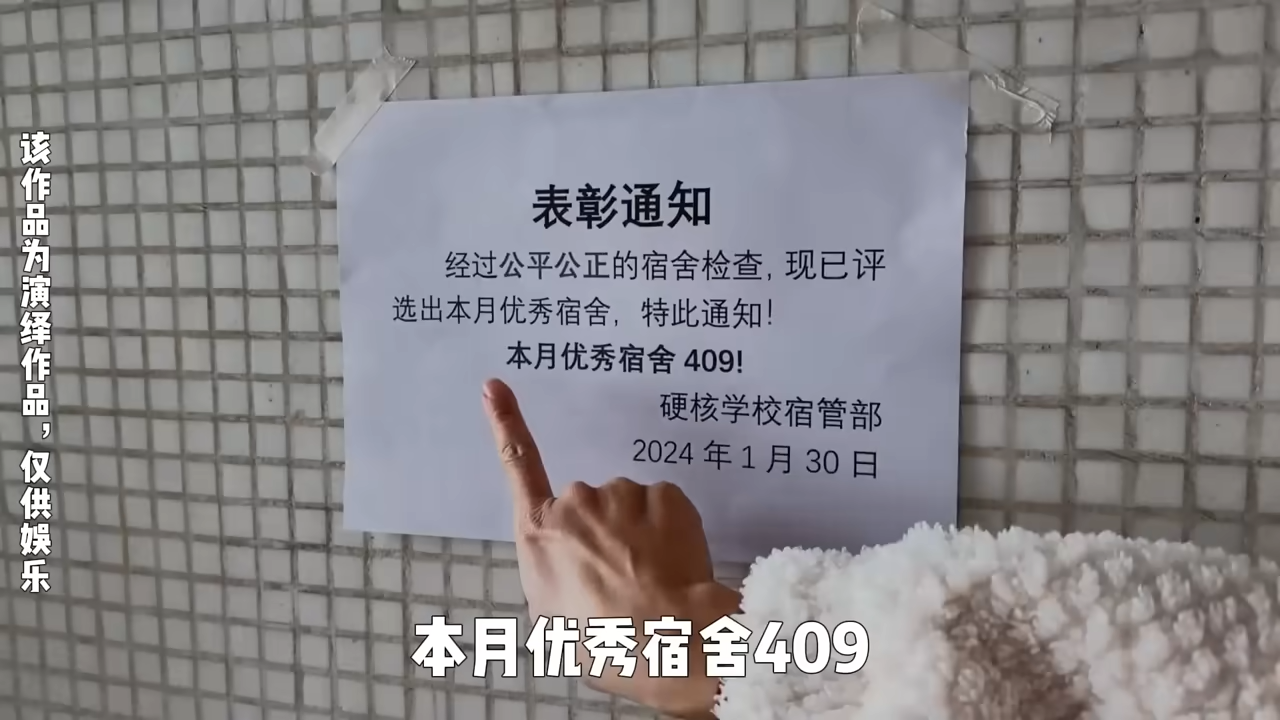 该作品为演绎作品，仅供娱乐
表彰通知
经过公平公正的宿舍检查，现已评
选出本月优秀宿舍，特此通知！
本月优秀宿舍 409!
硬核学校宿管部
2024 年 1 月 30 日
本月优秀宿舍409